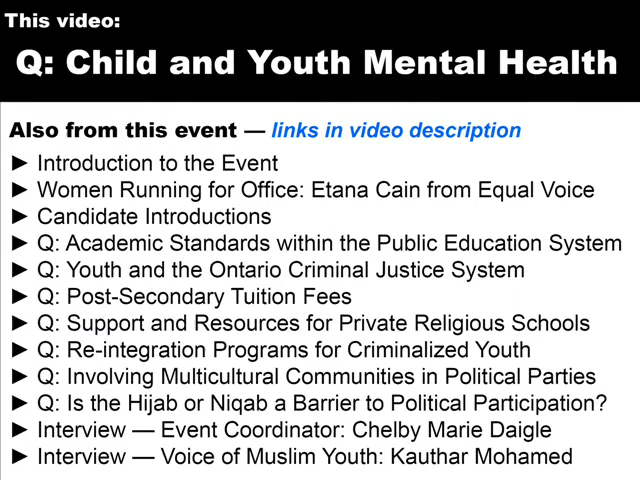 This video:
Q: Child and Youth Mental Health
Also from this event — links in video description
► Introduction to the Event
► Women Running for Office: Etana Cain from Equal Voice
► Candidate Introductions
► Q: Academic Standards within the Public Education System
► Q: Youth and the Ontario Criminal Justice System
► Q: Post-Secondary Tuition Fees
► Q: Support and Resources for Private Religious Schools
► Q: Re-integration Programs for Criminalized Youth
► Q: Involving Multicultural Communities in Political Parties
► Q: Is the Hijab or Niqab a Barrier to Political Participation?
► Interview — Event Coordinator: Chelby Marie Daigle
► Interview — Voice of Muslim Youth: Kauthar Mohamed